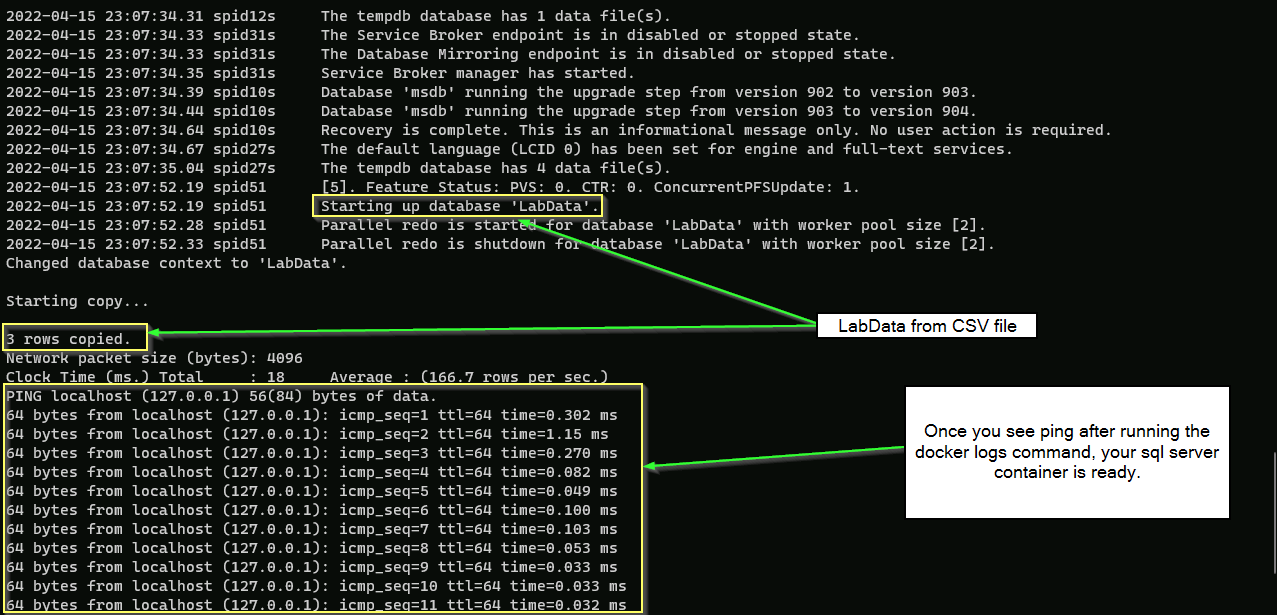 2022-04-15 23:07:34.31 spid12s     The tempdb database has 1 data file(s).
2022-04-15 23:07:34.33 spid31s     The Service Broker endpoint is in disabled or stopped state.
2022-04-15 23:07:34.33 spid31s     The Database Mirroring endpoint is in disabled or stopped state.
2022-04-15 23:07:34.35 spid31s     Service Broker manager has started.
2022-04-15 23:07:34.39 spid10s     Database 'msdb' running the upgrade step from version 902 to version 903.
2022-04-15 23:07:34.44 spid10s     Database 'msdb' running the upgrade step from version 903 to version 904.
2022-04-15 23:07:34.64 spid10s     Recovery is complete. This is an informational message only. No user action is required.
2022-04-15 23:07:34.67 spid27s     The default language (LCID 0) has been set for engine and full-text services.
2022-04-15 23:07:35.04 spid27s     The tempdb database has 4 data file(s).
2022-04-15 23:07:52.19 spid51      [5]. Feature Status: PVS: 0. CTR: 0. ConcurrentPFSUpdate: 1.
2022-04-15 23:07:52.19 spid51      Starting up database 'LabData'.
2022-04-15 23:07:52.28 spid51      Parallel redo is started for database 'LabData' with worker pool size [2].
2022-04-15 23:07:52.33 spid51      Parallel redo is shutdown for database 'LabData' with worker pool size [2].
Changed database context to 'LabData'.
Starting copy...
LabData from CSV file
3 rows copied.
Network packet size (bytes): 4096
Clock Time (ms.) Total     : 18     Average : (166.7 rows per sec.)
PING localhost (127.0.0.1) 56(84) bytes of data.
64 bytes from localhost (127.0.0.1): icmp_seq=1 ttl=64 time=0.302 ms
64 bytes from localhost (127.0.0.1): icmp_seq=2 ttl=64 time=1.15 ms
64 bytes from localhost (127.0.0.1): icmp_seq=3 ttl=64 time=0.270 ms
64 bytes from localhost (127.0.0.1): icmp_seq=4 ttl=64 time=0.082 ms
64 bytes from localhost (127.0.0.1): icmp_seq=5 ttl=64 time=0.049 ms
64 bytes from localhost (127.0.0.1): icmp_seq=6 ttl=64 time=0.100 ms
64 bytes from localhost (127.0.0.1): icmp_seq=7 ttl=64 time=0.103 ms
64 bytes from localhost (127.0.0.1): icmp_seq=8 ttl=64 time=0.053 ms
64 bytes from localhost (127.0.0.1): icmp_seq=9 ttl=64 time=0.033 ms
64 bytes from localhost (127.0.0.1): icmp_seq=10 ttl=64 time=0.033 ms
64 bytes from localhost (127.0.0.1): icmp_seq=11 ttl=64 time=0.032 ms
Once you see ping after running the
docker logs command, your sql server
container is ready.